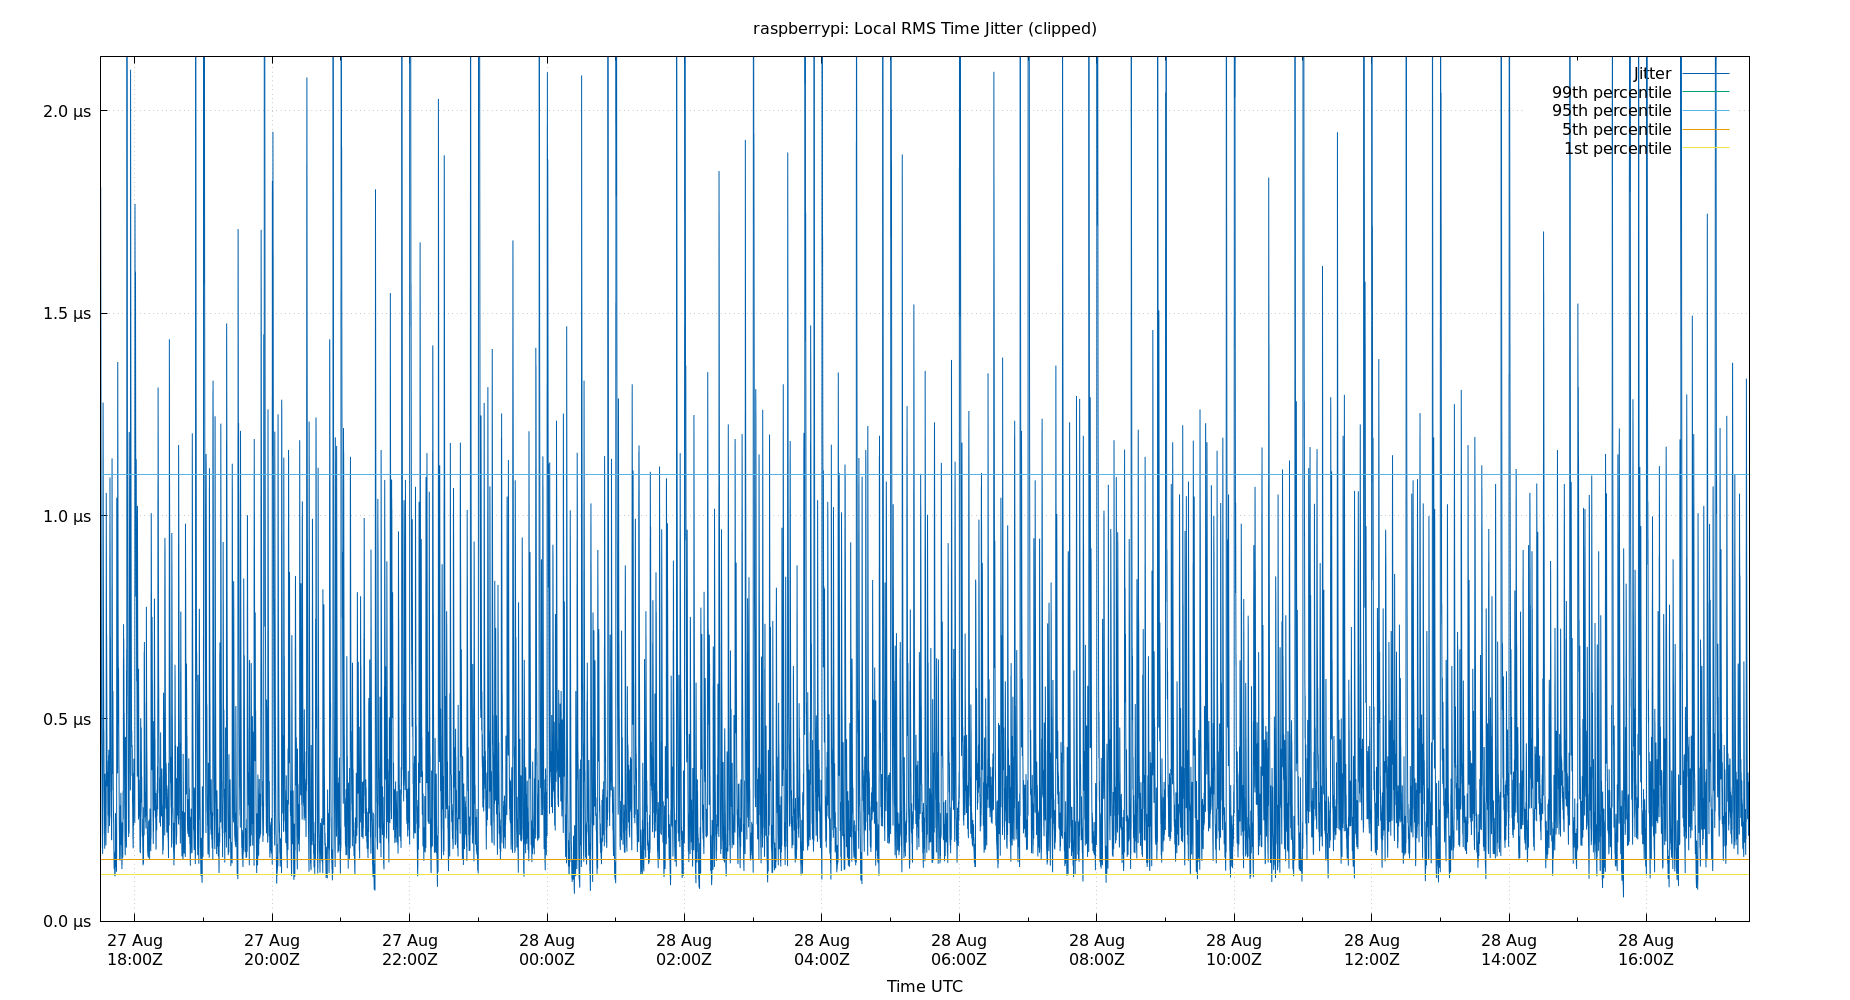 raspberrypi: Local RMS Time Jitter (clipped)
Jitter
99th percentile
95th percentile
5th percentile
1st percentile
2.0 µs
1.5 µs
1.0 µs
0.5 µs
0.0 µs
27 Aug 27 Aug 27 Aug 28 Aug 28 Aug 28 Aug 28 Aug 28 Aug 28 Aug 28 Aug 28 Aug 28 Aug
18:00Z 20:00Z 22:00Z 00:00Z 02:00Z 04:00Z 06:00Z 08:00Z 10:00Z 12:00Z 14:00Z 16:00Z
Time UTC